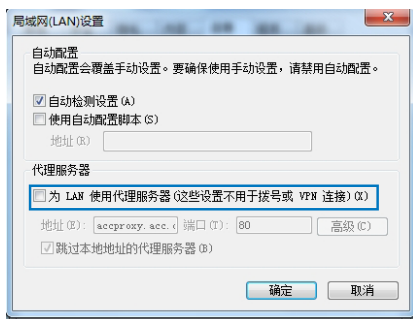 局域网(LAN)设置
自动配置
自动配置会覆盖手动设置。要确保使用手动设置，请禁用自动配置。
自动检测设置(A)
使用自动配置脚本(S)
地址(R)
代理服务器
为 LAN 使用代理服务器(这些设置不用于拨号或 VPN 连接)(X)
地址(E): accproxy.acc.( 端口(T): 80 高级(C)
跳过本地地址的代理服务器(B)
确定 取消